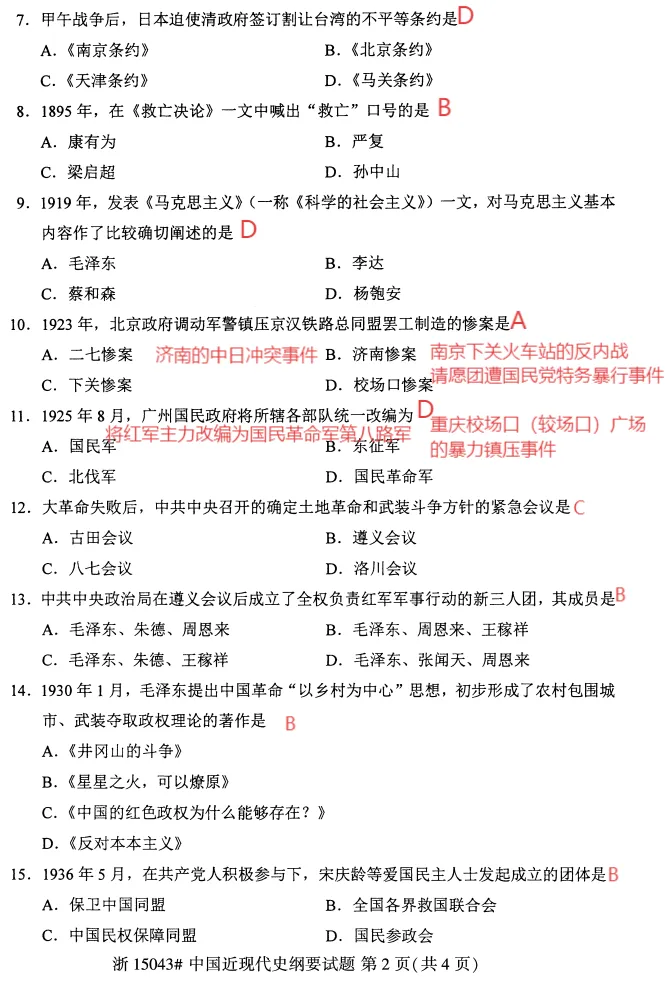 7. 甲午战争后，日本迫使清政府签订割让台湾的不平等条约是D
A.《南京条约》 B.《北京条约》
C.《天津条约》 D.《马关条约》
8. 1895 年，在《救亡决论》一文中喊出“救亡”口号的是 B
A. 康有为 B. 严复
C. 梁启超 D. 孙中山
9. 1919 年，发表《马克思主义》（一称《科学的社会主义》）一文，对马克思主义基本
内容作了比较确切阐述的是 D
A. 毛泽东 B. 李达
C. 蔡和森 D. 杨匏安
10. 1923 年，北京政府调动军警镇压京汉铁路总同盟罢工制造的惨案是A
A. 二七惨案 济南的中日冲突事件 B. 济南惨案 南京下关火车站的反内战
C. 下关惨案 D. 校场口惨案 请愿团遭国民党特务暴行事件
11. 1925 年 8 月，广州国民政府将所辖各部队统一改编为 D 重庆校场口（较场口）广场
将红军主力改编为国民革命军第八路军
A. 国民军 B. 东征军 的暴力镇压事件
C. 北伐军 D. 国民革命军
12. 大革命失败后，中共中央召开的确定土地革命和武装斗争方针的紧急会议是 C
A. 古田会议 B. 遵义会议
C. 八七会议 D. 洛川会议
13. 中共中央政治局在遵义会议后成立了全权负责红军军事行动的新三人团，其成员是B
A. 毛泽东、朱德、周恩来 B. 毛泽东、周恩来、王稼祥
C. 毛泽东、朱德、王稼祥 D. 毛泽东、张闻天、周恩来
14. 1930 年 1 月，毛泽东提出中国革命“以乡村为中心”思想，初步形成了农村包围城
市、武装夺取政权理论的著作是 B
A.《井冈山的斗争》
B.《星星之火，可以燎原》
C.《中国的红色政权为什么能够存在？》
D.《反对本本主义》
15. 1936 年 5 月，在共产党人积极参与下，宋庆龄等爱国民主人士发起成立的团体是B
A. 保卫中国同盟 B. 全国各界救国联合会
C. 中国民权保障同盟 D. 国民参政会
浙 15043# 中国近现代史纲要试题 第 2 页（共 4 页）